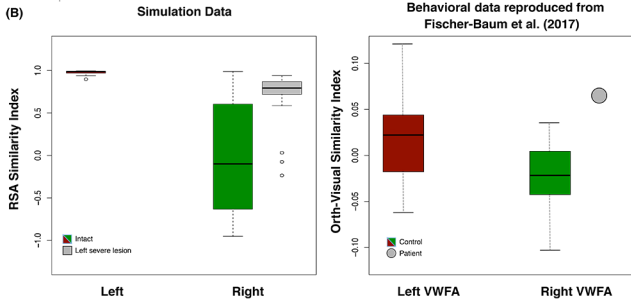 (B)
Simulation Data
RSA Similarity Index
1.0
0.5
0.0
−0.5
−1.0
Intact
Left severe lesion
Left
Right
Behavioral data reproduced from
Fischer-Baum et al. (2017)
Orth-Visual Similarity Index
0.10
0.05
0.00
−0.05
−0.10
Control
Patient
Left VWFA
Right VWFA